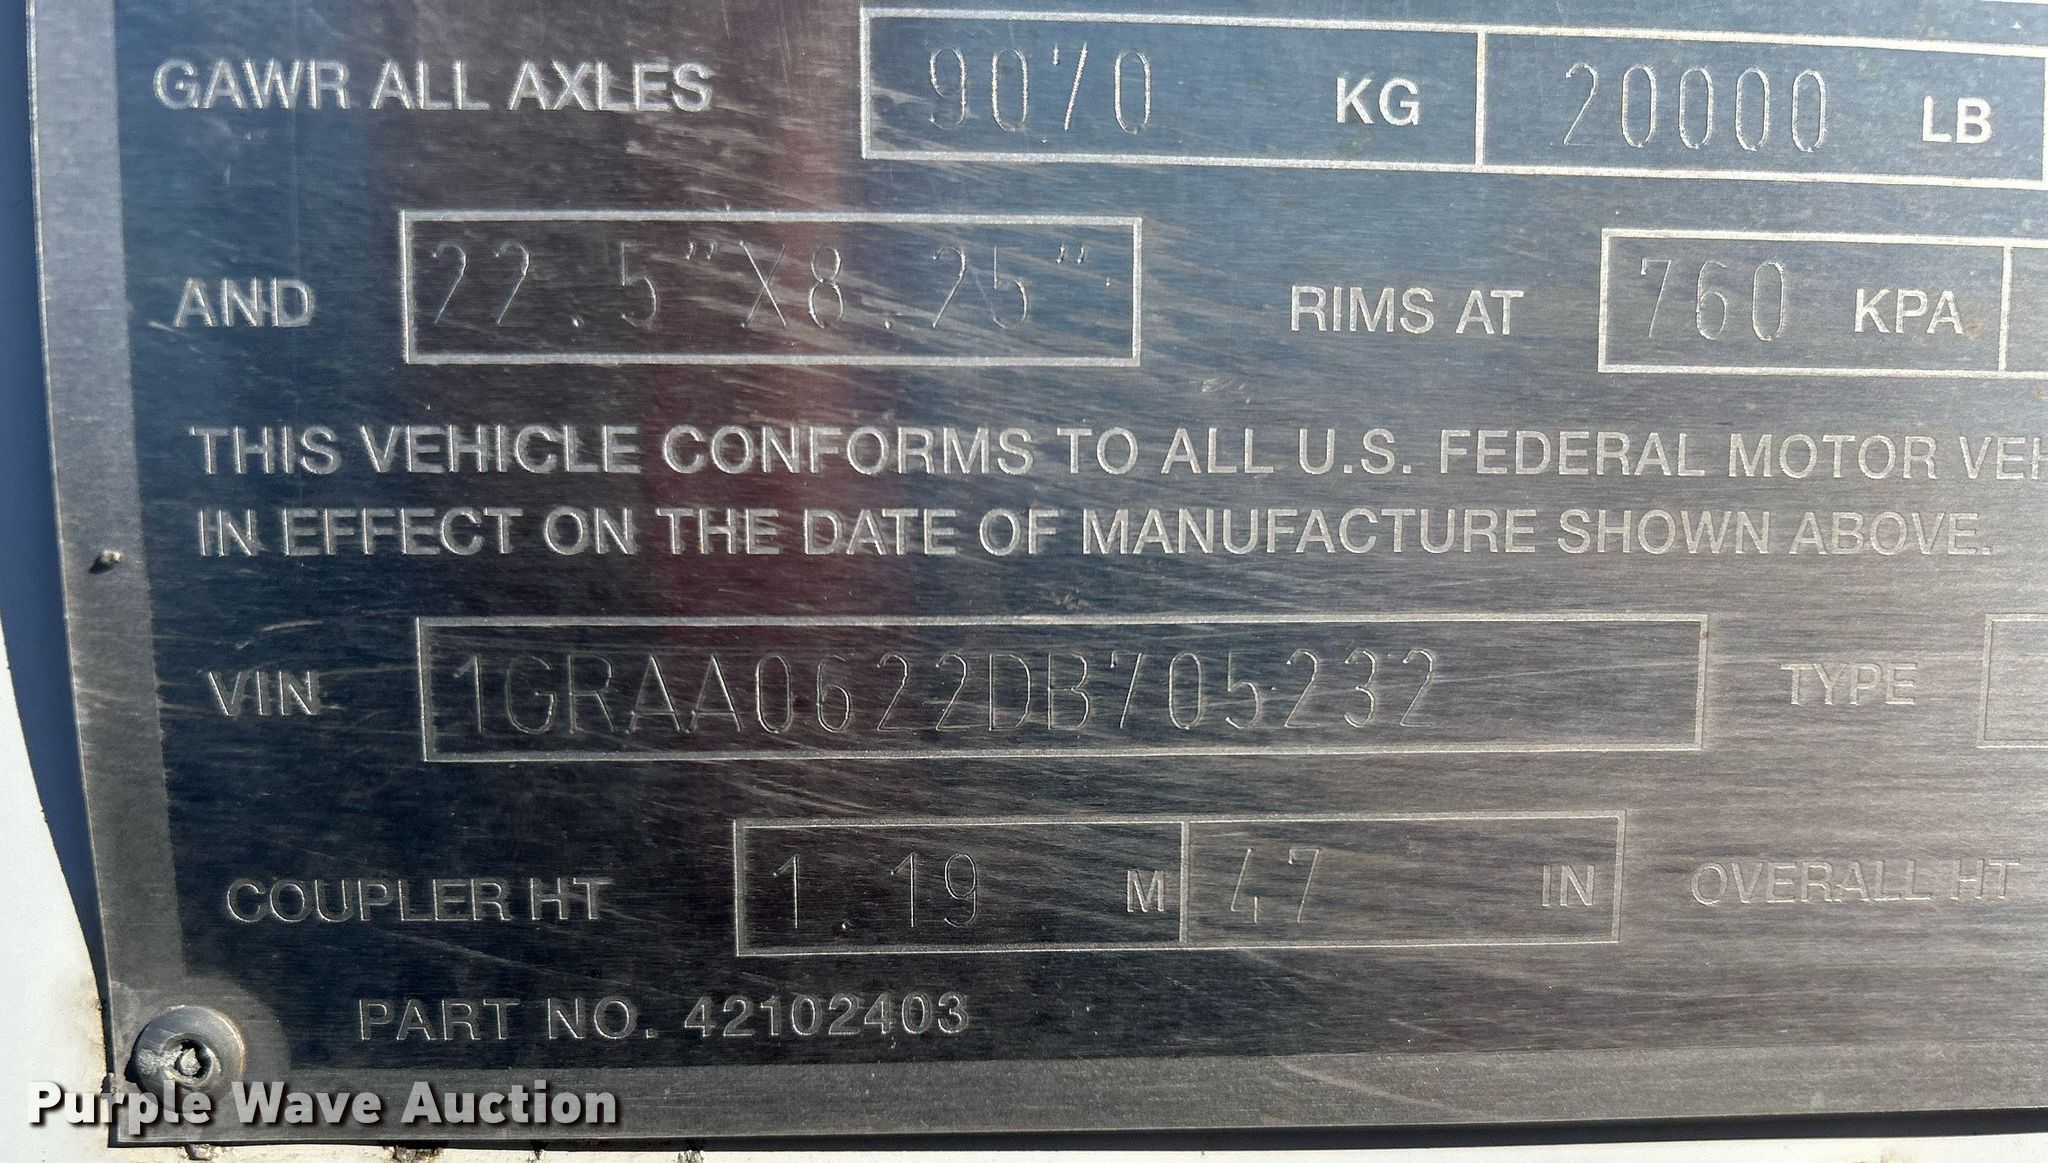 GAWR ALL AXLES 9070 KG 20000 LB
AND 22.5"X8.25" RIMS AT 760 KPA
THIS VEHICLE CONFORMS TO ALL U.S. FEDERAL MOTOR VEH
IN EFFECT ON THE DATE OF MANUFACTURE SHOWN ABOVE.
VIN 1GRAA0622DB705232 TYPE
COUPLER HT 1.19 M 47 IN OVERALL HT
PART NO. 42102403
Purple Wave Auction